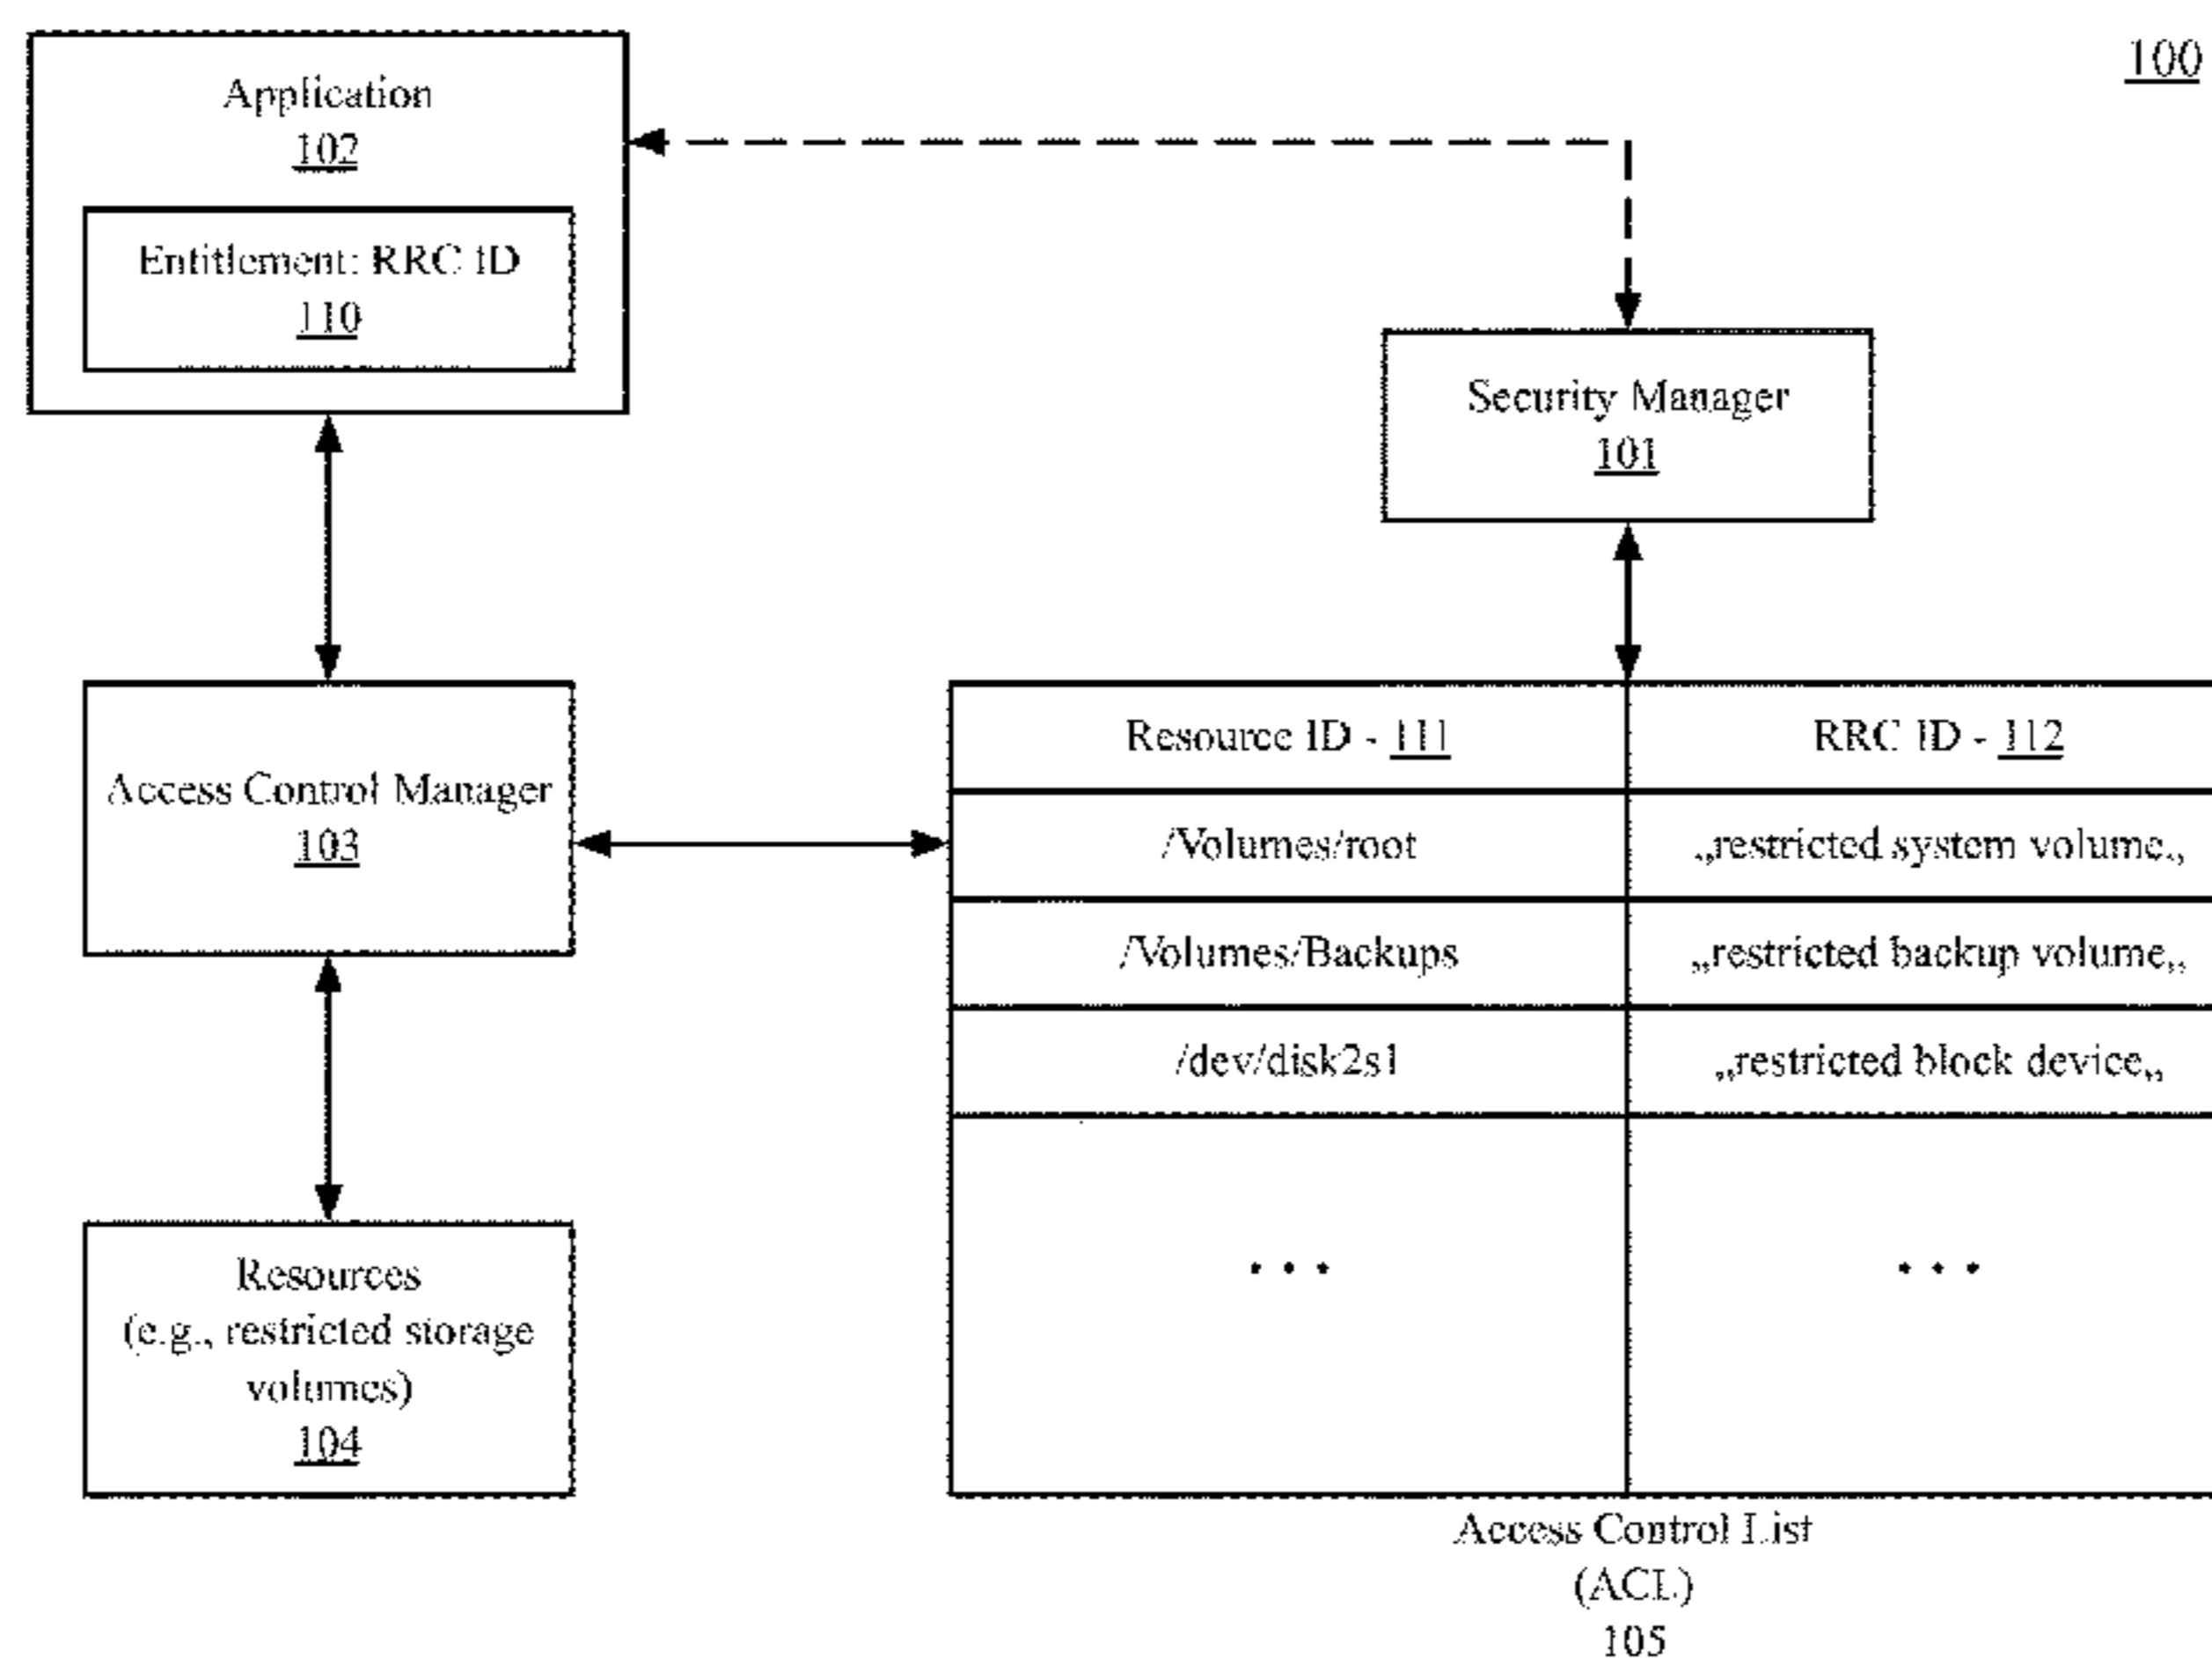 100
Application
102
Entitlement: RRC ID
110
Security Manager
101
Access Control Manager
103
Resource ID - 111
RRC ID - 112
/Volumes/root
„restricted system volume„
/Volumes/Backups
„restricted backup volume„
/dev/disk2s1
„restricted block device„
. . .
. . .
Resources
(e.g., restricted storage
volumes)
104
Access Control List
(ACL)
105